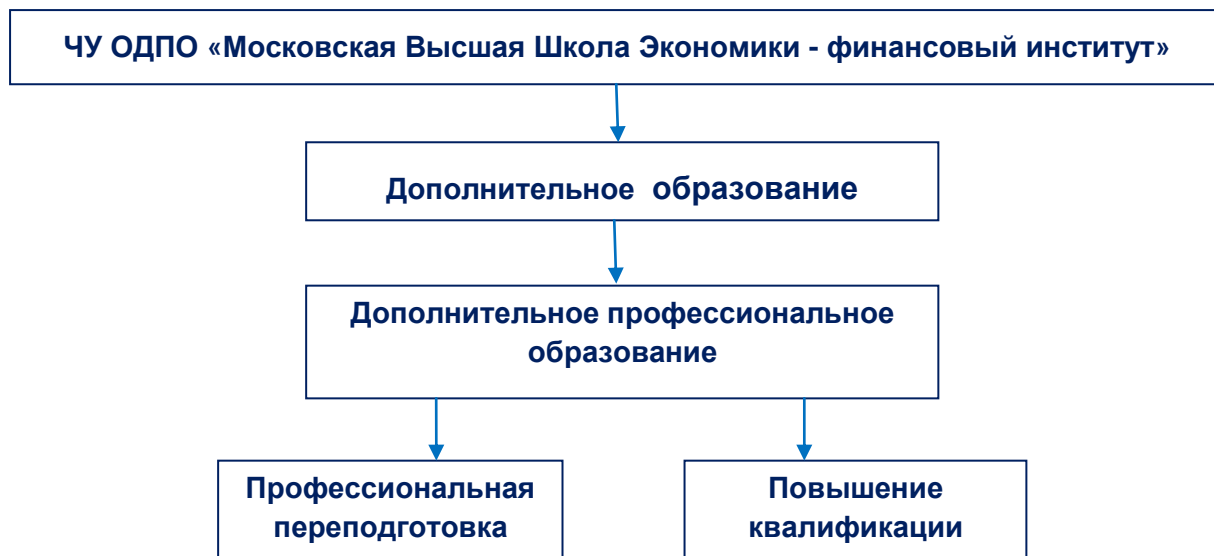 ЧУ ОДПО «Московская Высшая Школа Экономики - финансовый институт»
Дополнительное образование
Дополнительное профессиональное
образование
Профессиональная
переподготовка
Повышение
квалификации